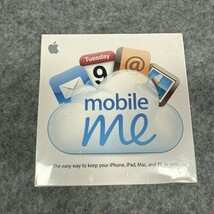 Tuesday
9
@
mobile
me
The easy way to keep your iPhone, iPad, Mac, and PC in sync.